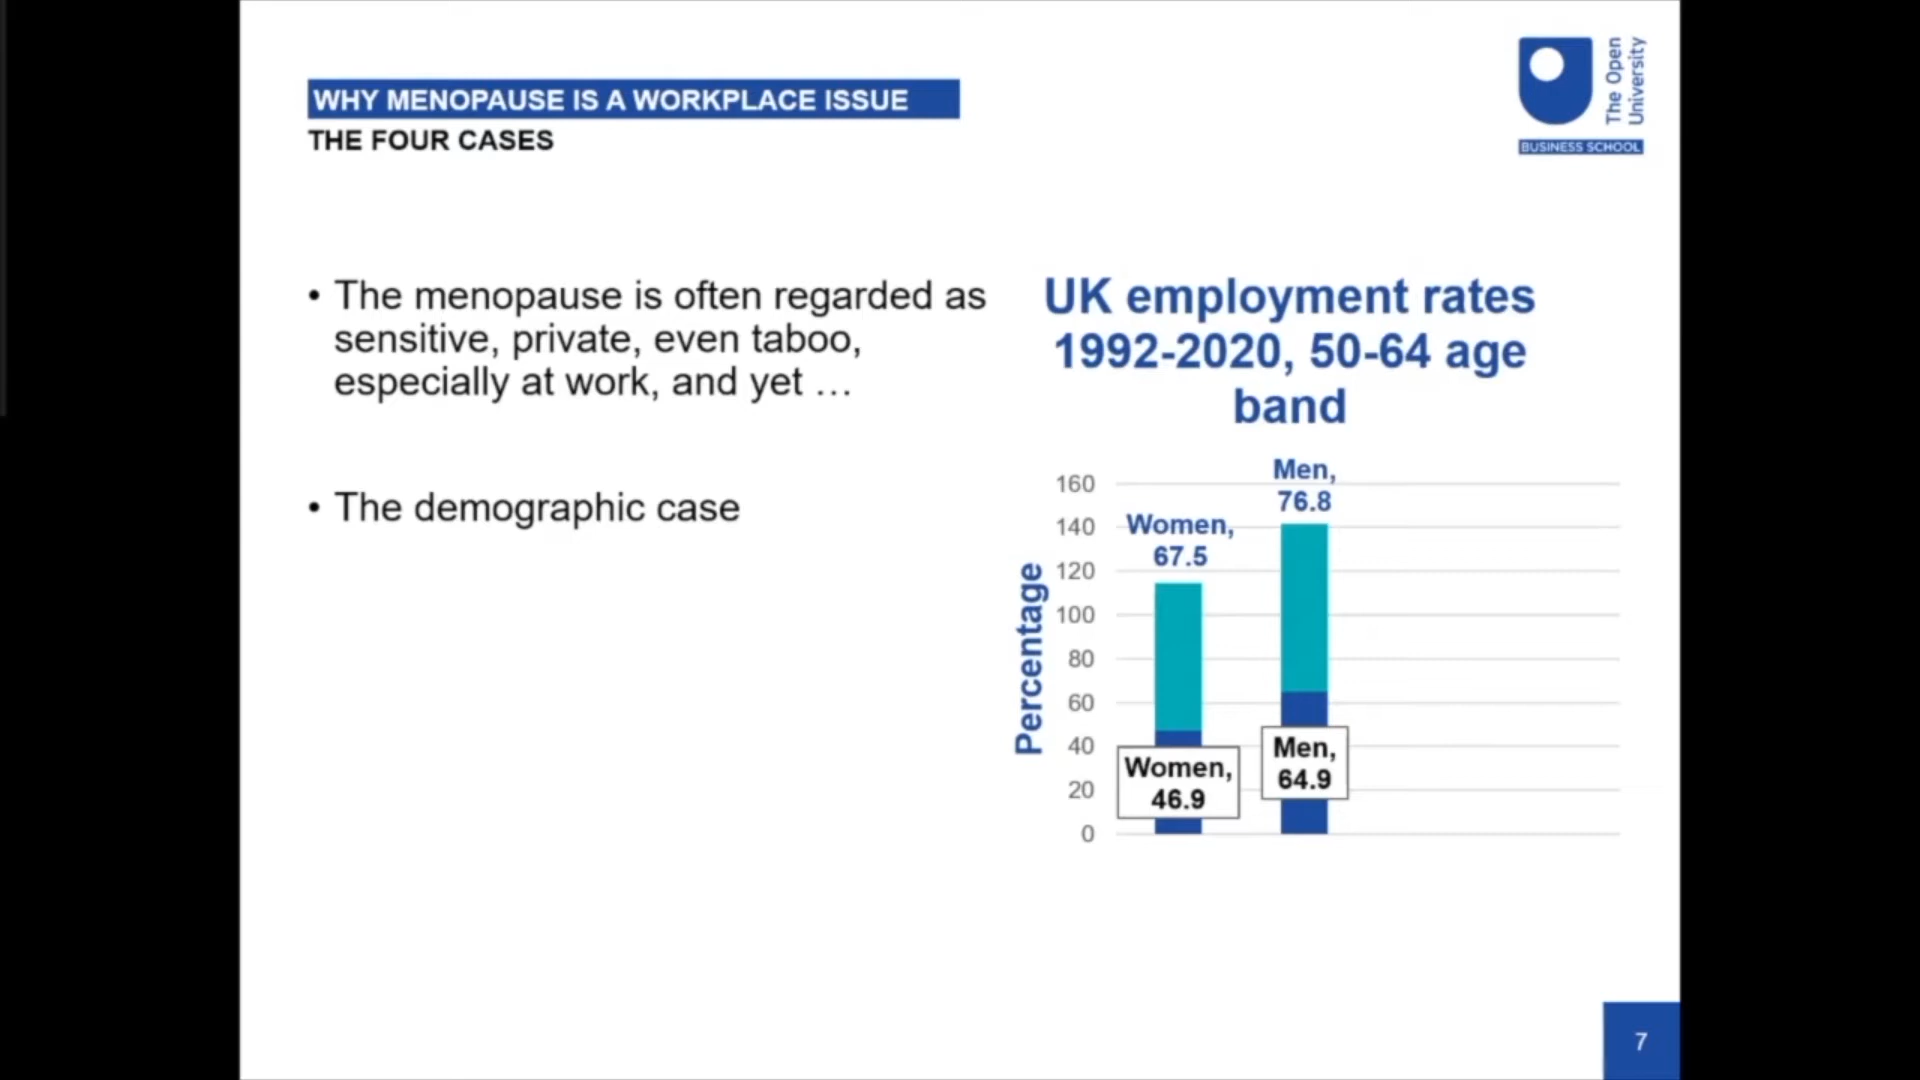 WHY MENOPAUSE IS A WORKPLACE ISSUE
THE FOUR CASES
The Open
University
BUSINESS SCHOOL
• The menopause is often regarded as
sensitive, private, even taboo,
especially at work, and yet …
• The demographic case
UK employment rates
1992-2020, 50-64 age
band
Percentage
160
140
120
100
80
60
40
20
0
Women,
67.5
Men,
76.8
Women,
46.9
Men,
64.9
7